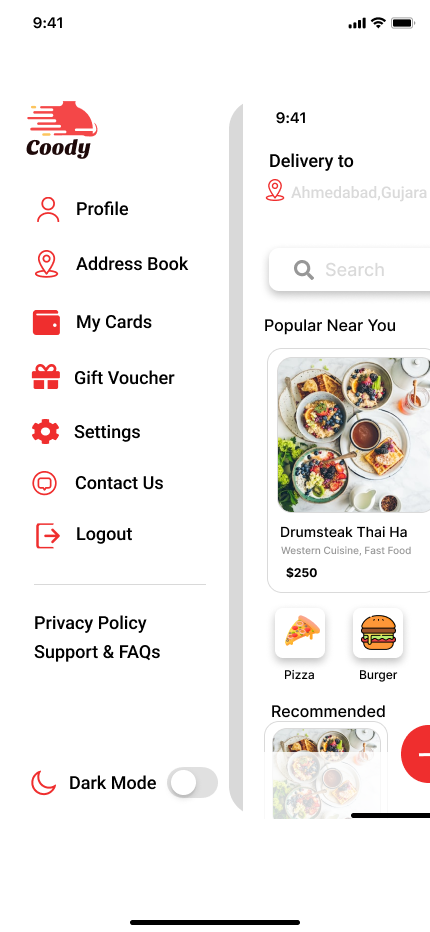 9:41
Coody
Profile
Address Book
My Cards
Gift Voucher
Settings
Contact Us
Logout
Privacy Policy
Support & FAQs
Dark Mode
9:41
Delivery to
Ahmedabad,Gujara
Search
Popular Near You
Drumsteak Thai Ha
Western Cuisine, Fast Food
$250
Pizza
Burger
Recommended